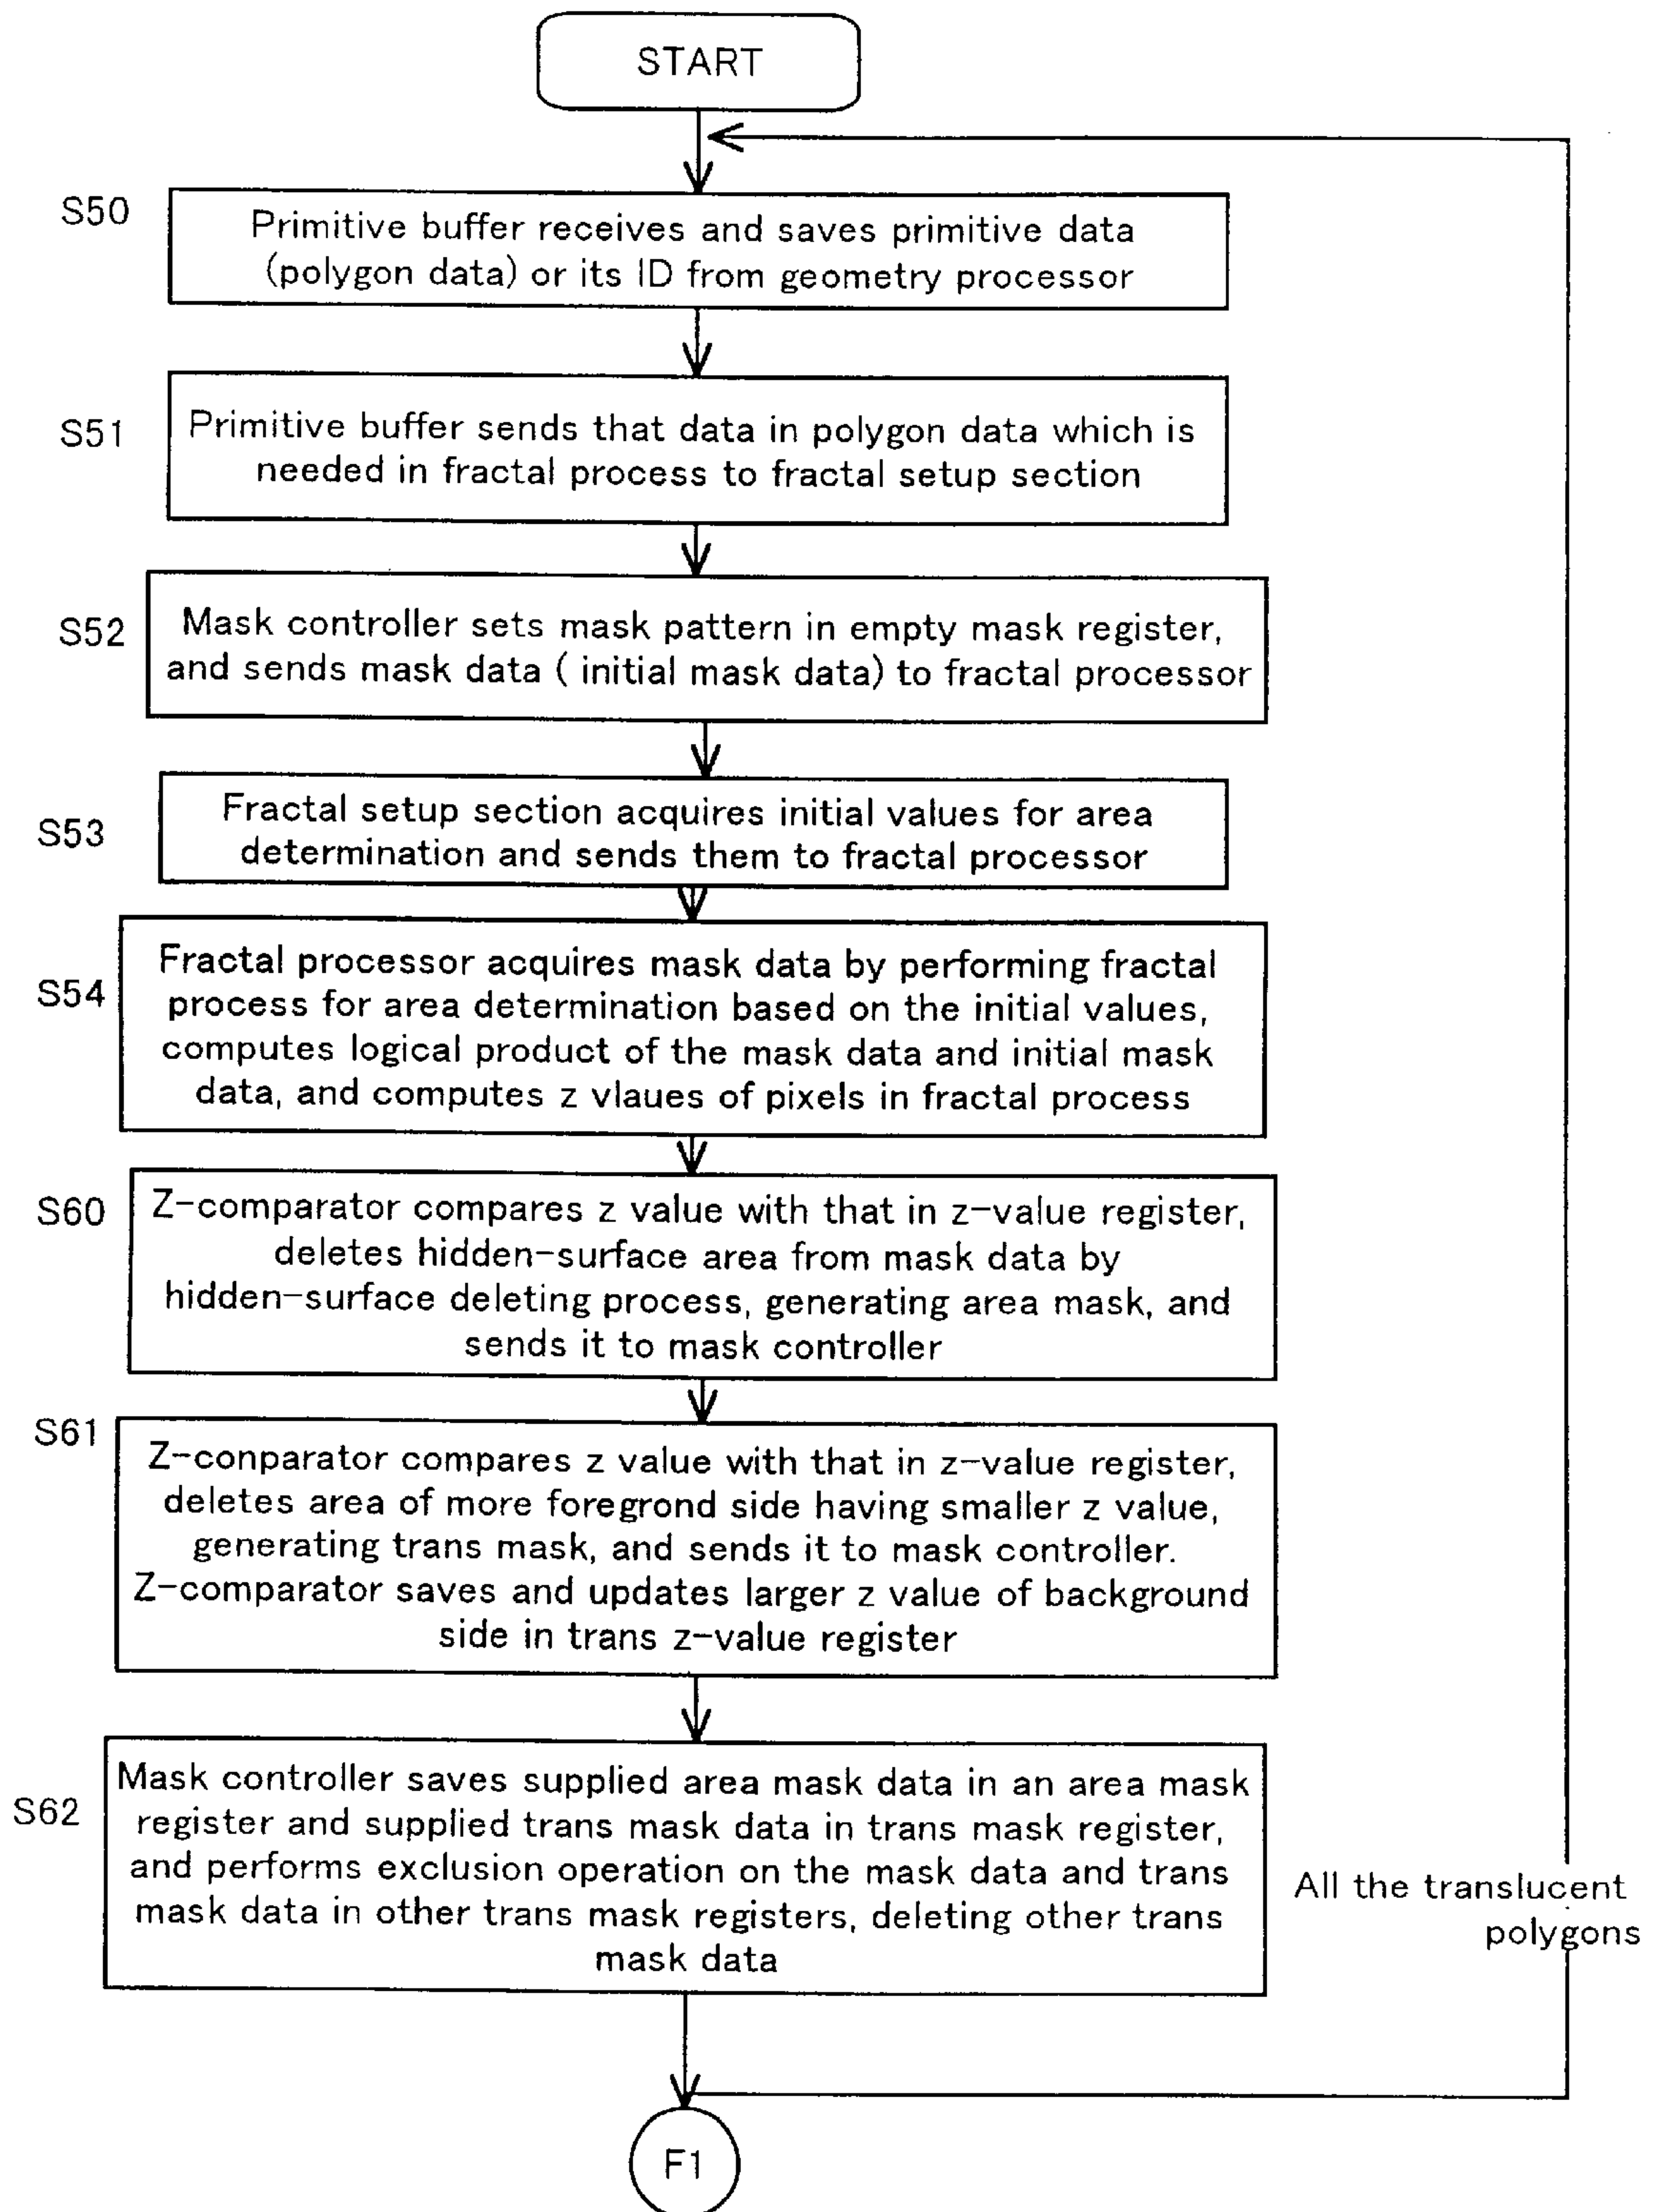 START
S50
Primitive buffer receives and saves primitive data
(polygon data) or its ID from geometry processor
S51
Primitive buffer sends that data in polygon data which is
needed in fractal process to fractal setup section
S52
Mask controller sets mask pattern in empty mask register,
and sends mask data ( initial mask data) to fractal processor
S53
Fractal setup section acquires initial values for area
determination and sends them to fractal processor
S54
Fractal processor acquires mask data by performing fractal
process for area determination based on the initial values,
computes logical product of the mask data and initial mask
data, and computes z vlaues of pixels in fractal process
S60
Z-comparator compares z value with that in z-value register,
deletes hidden-surface area from mask data by
hidden-surface deleting process, generating area mask, and
sends it to mask controller
S61
Z-conparator compares z value with that in z-value register,
deletes area of more foregrond side having smaller z value,
generating trans mask, and sends it to mask controller.
Z-comparator saves and updates larger z value of background
side in trans z-value register
S62
Mask controller saves supplied area mask data in an area mask
register and supplied trans mask data in trans mask register,
and performs exclusion operation on the mask data and trans
mask data in other trans mask registers, deleting other trans
mask data
All the translucent
polygons
F1